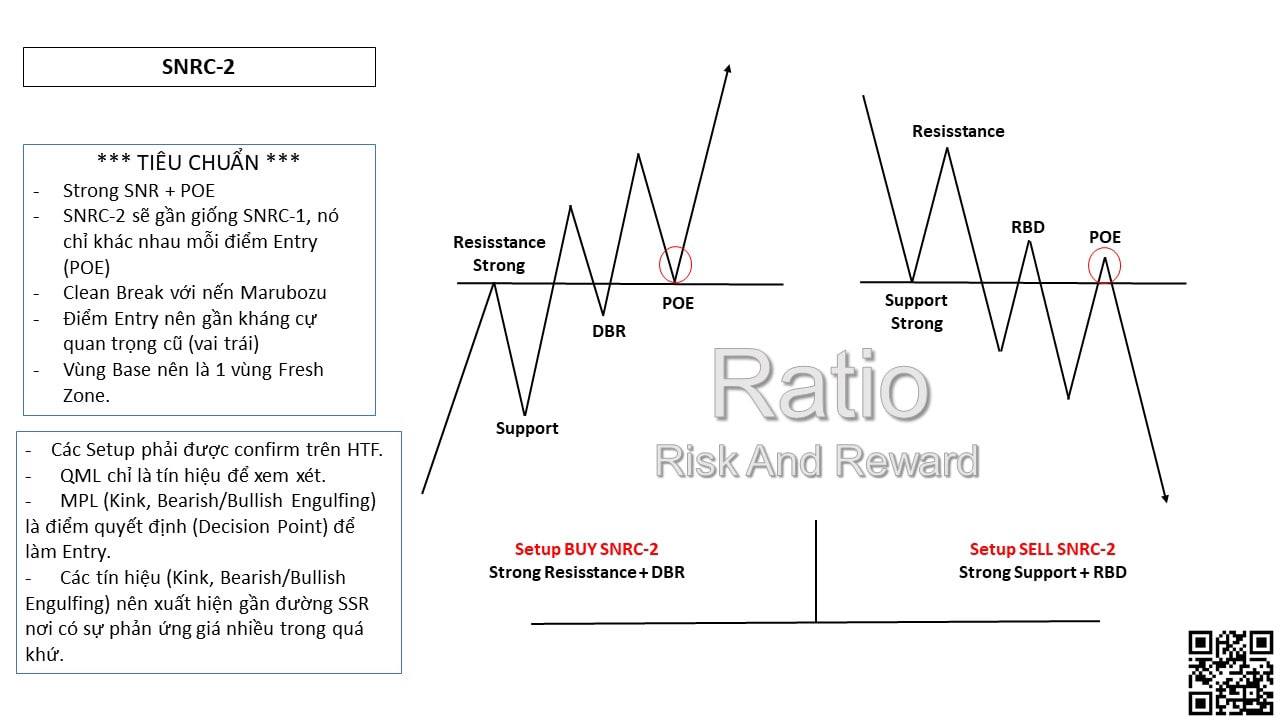 SNRC-2
*** TIÊU CHUẨN ***
- Strong SNR + POE
- SNRC-2 sẽ gần giống SNRC-1, nó
chỉ khác nhau mỗi điểm Entry
(POE)
- Clean Break với nến Marubozu
- Điểm Entry nên gần kháng cự
quan trọng cũ (vai trái)
- Vùng Base nên là 1 vùng Fresh
Zone.
- Các Setup phải được confirm trên HTF.
- QML chỉ là tín hiệu để xem xét.
- MPL (Kink, Bearish/Bullish Engulfing)
là điểm quyết định (Decision Point) để
làm Entry.
- Các tín hiệu (Kink, Bearish/Bullish
Engulfing) nên xuất hiện gần đường SSR
nơi có sự phản ứng giá nhiều trong quá
khứ.
Resisstance
Strong
Support
DBR
POE
Resisstance
Support
Strong
RBD
POE
Ratio
Risk And Reward
Setup BUY SNRC-2
Strong Resisstance + DBR
Setup SELL SNRC-2
Strong Support + RBD